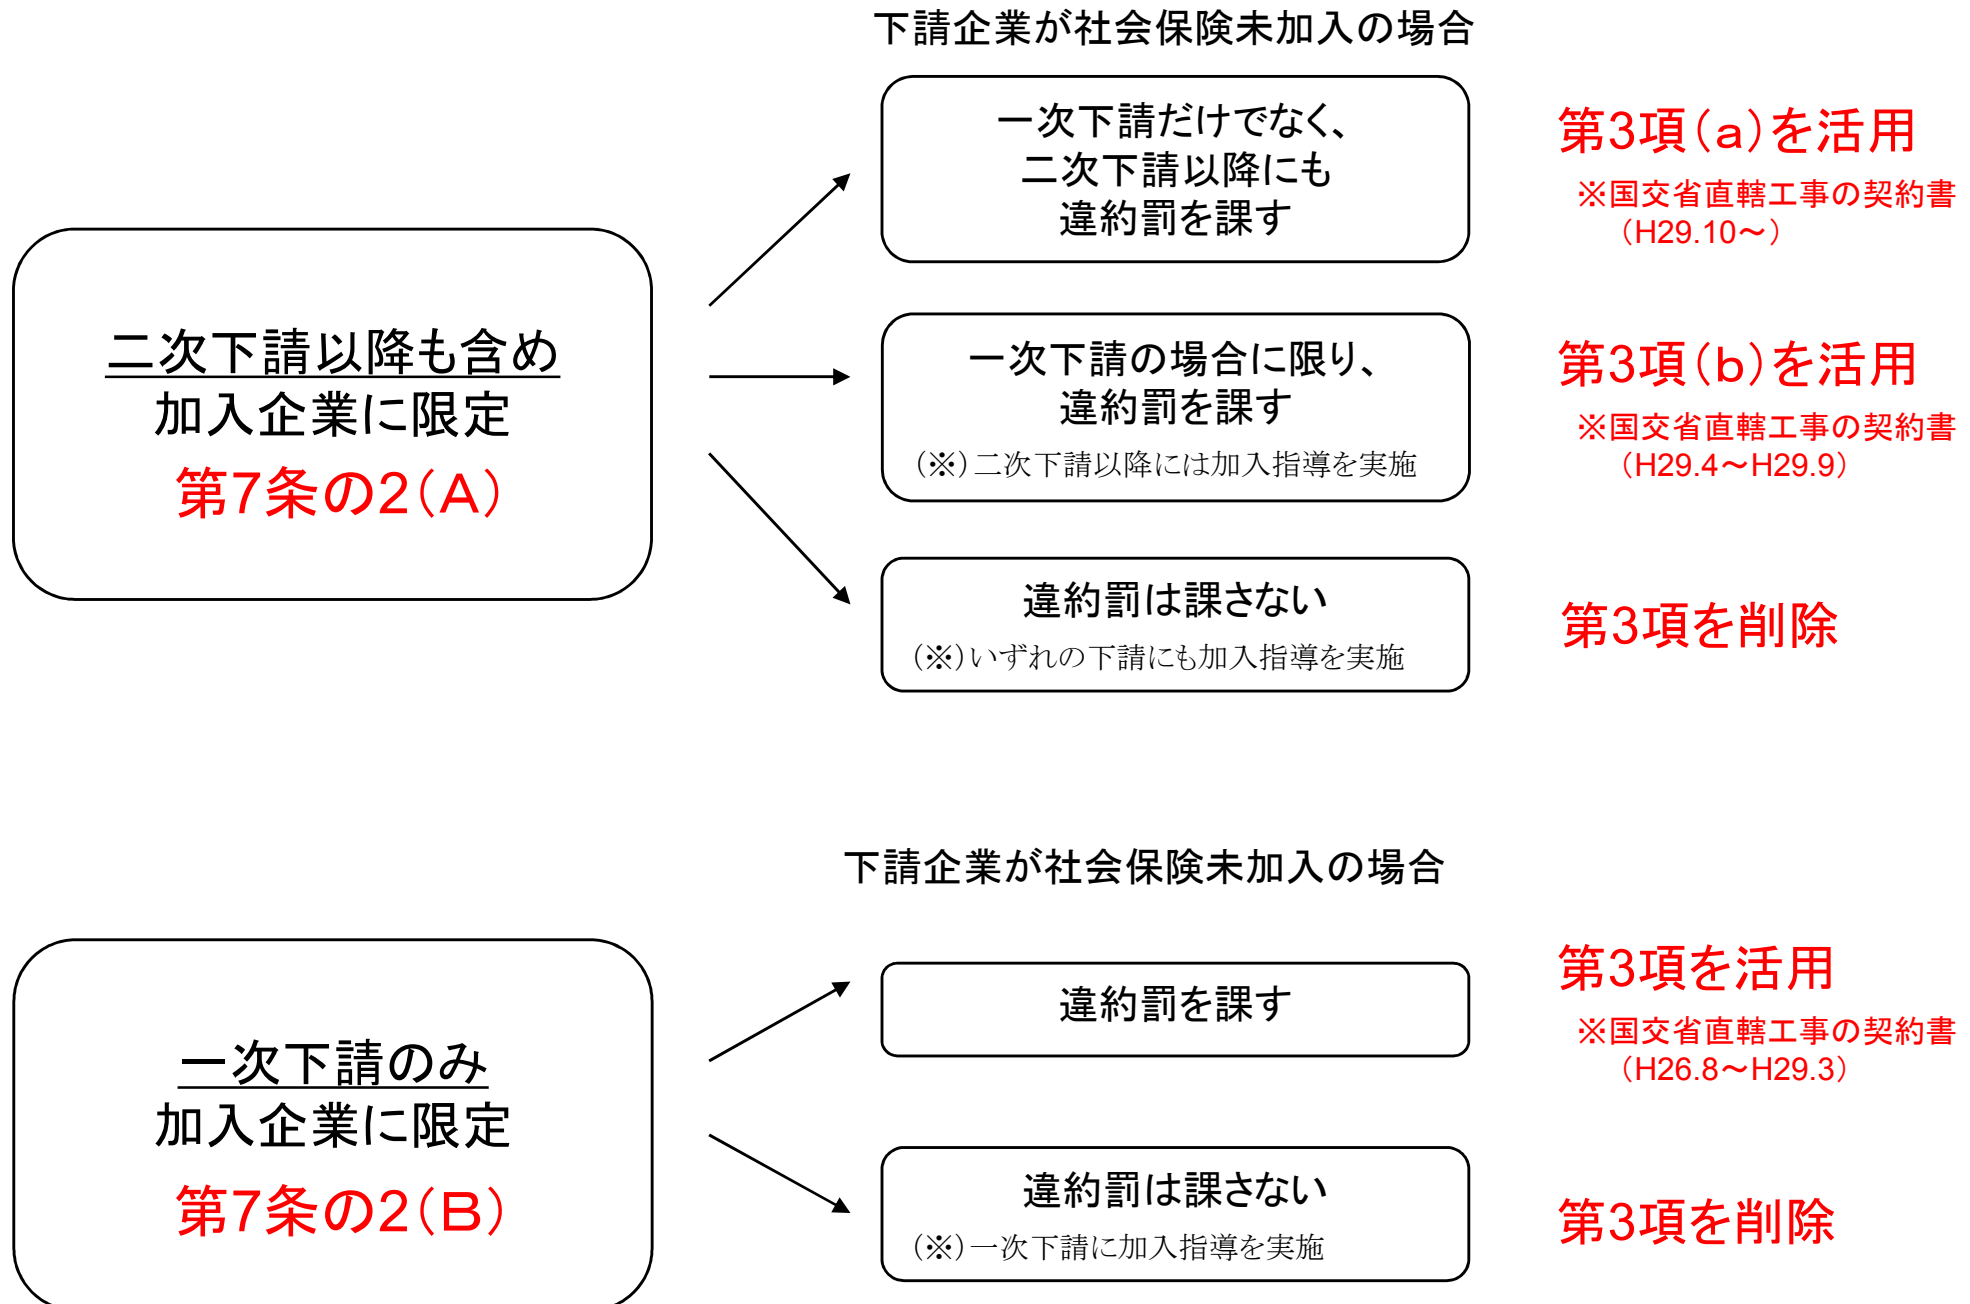 下請企業が社会保険未加入の場合
一次下請だけでなく、
二次下請以降にも
違約罰を課す
第3項（ａ）を活用
※国交省直轄工事の契約書
（H29.10～）
二次下請以降も含め
加入企業に限定
第7条の2（Ａ）
一次下請の場合に限り、
違約罰を課す
（※）二次下請以降には加入指導を実施
第3項（ｂ）を活用
※国交省直轄工事の契約書
（H29.4～H29.9）
違約罰は課さない
（※）いずれの下請にも加入指導を実施
第3項を削除
下請企業が社会保険未加入の場合
違約罰を課す
第3項を活用
※国交省直轄工事の契約書
（H26.8～H29.3）
一次下請のみ
加入企業に限定
第7条の2（Ｂ）
違約罰は課さない
（※）一次下請に加入指導を実施
第3項を削除